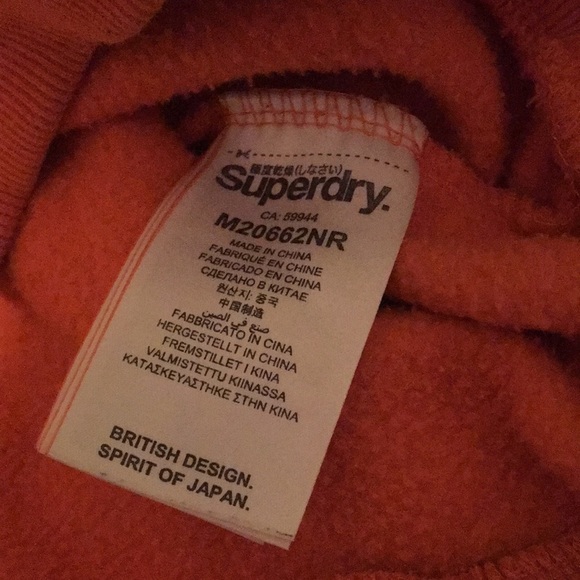 極度乾燥(しなさい)
Superdry.
CA: 59944
M20662NR
MADE IN CHINA
FABRIQUÉ EN CHINE
FABRICADO EN CHINA
СДЕЛАНО В КИТАЕ
원산지: 중국
中国制造
صنع في الصين
FABBRICATO IN CINA
HERGESTELLT IN CHINA
FREMSTILLET I KINA
VALMISTETTU KIINASSA
ΚΑΤΑΣΚΕΥΑΣΤΗΚΕ ΣΤΗΝ ΚΙΝΑ
BRITISH DESIGN.
SPIRIT OF JAPAN.